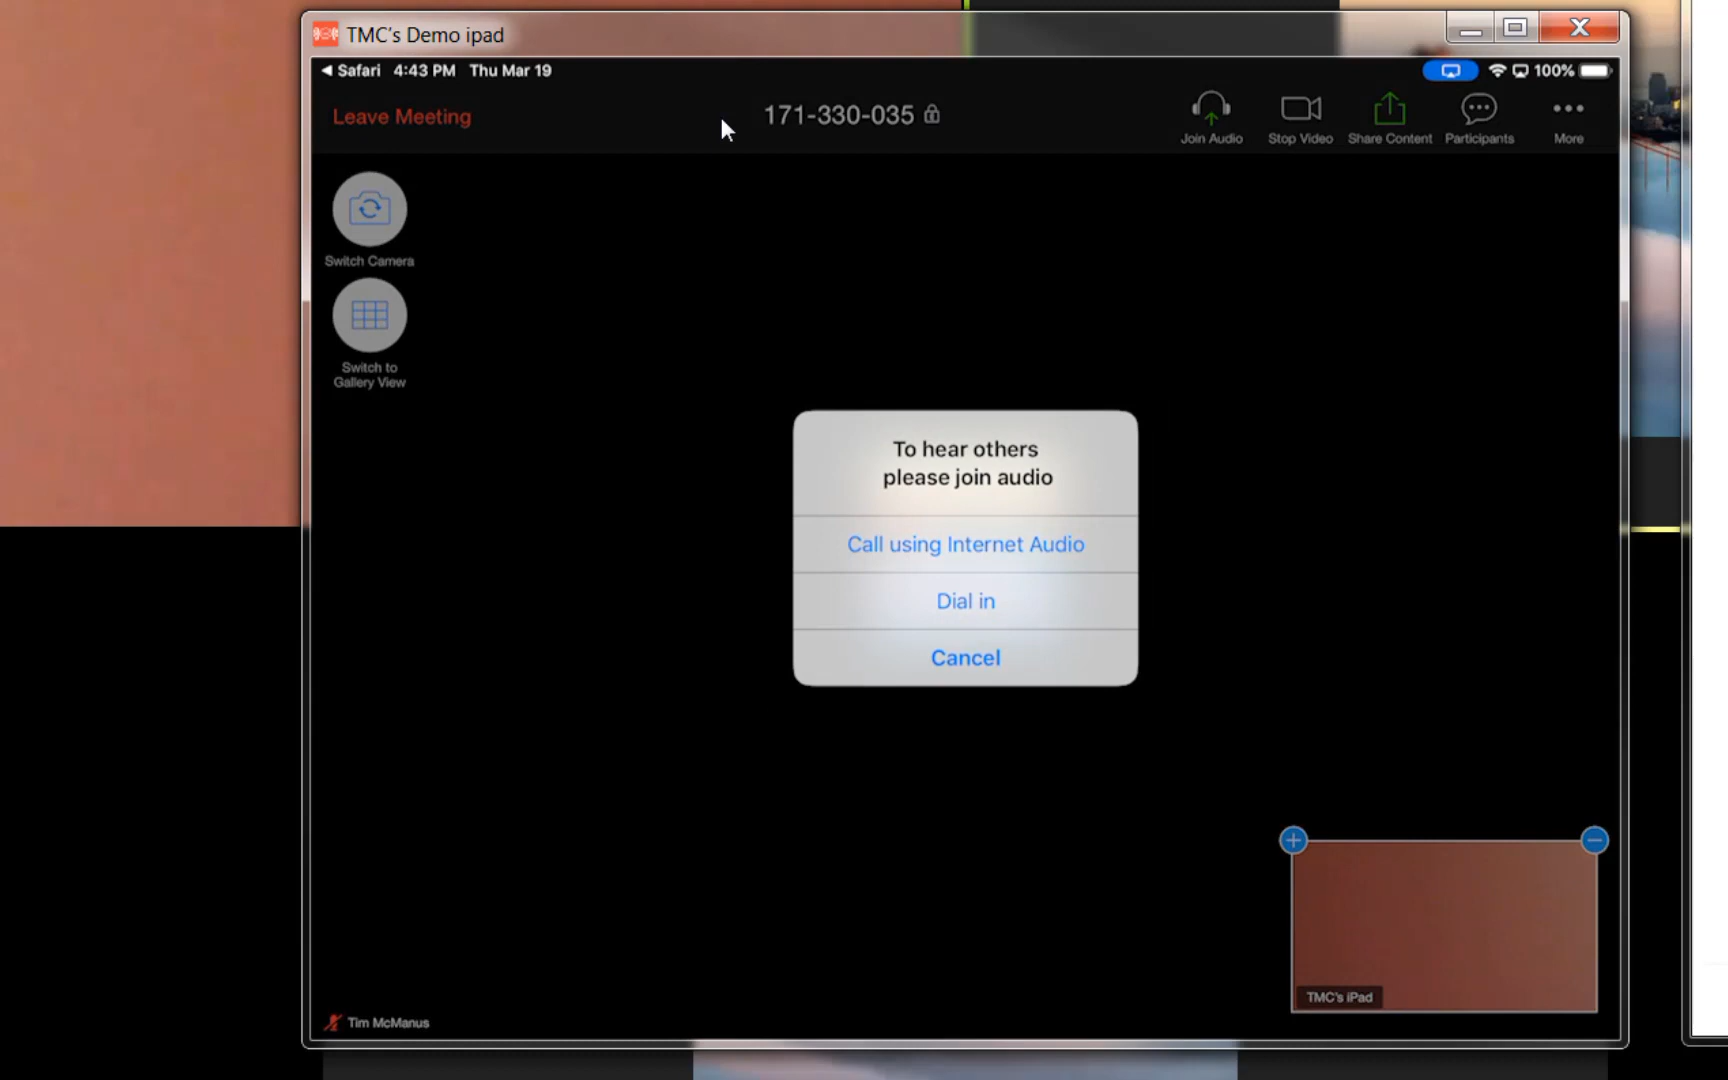 TMC's Demo ipad
Safari 4:43 PM Thu Mar 19
100%
Leave Meeting
171-330-035
Join Audio
Stop Video
Share Content
Participants
More
Switch Camera
Switch to
Gallery View
To hear others
please join audio
Call using Internet Audio
Dial in
Cancel
TMC's iPad
Tim McManus